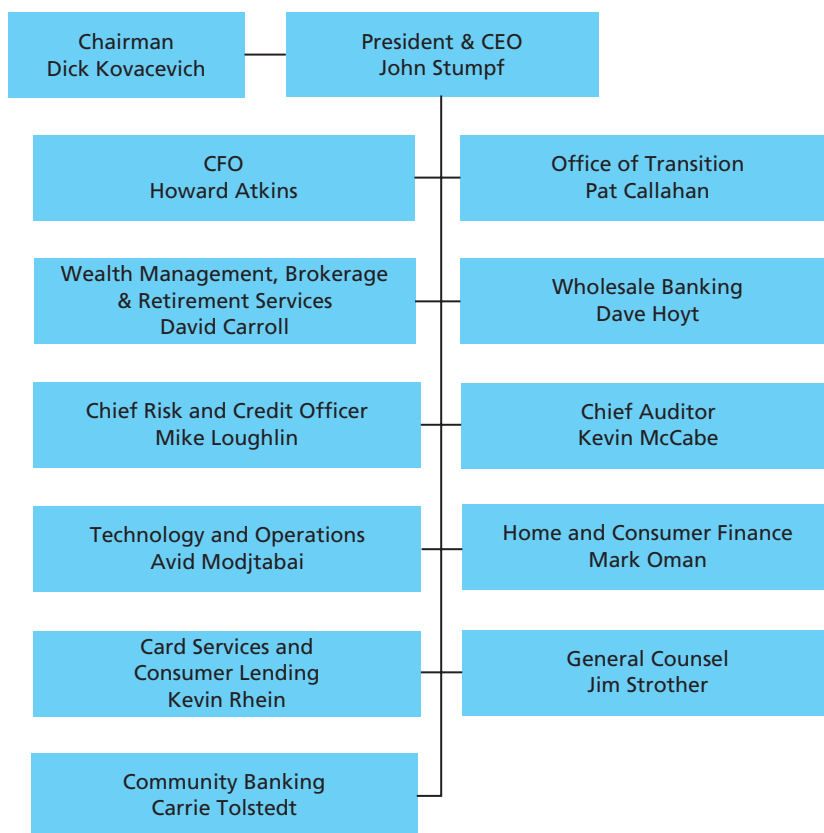 Chairman
Dick Kovacevich
President & CEO
John Stumpf
CFO
Howard Atkins
Office of Transition
Pat Callahan
Wealth Management, Brokerage
& Retirement Services
David Carroll
Wholesale Banking
Dave Hoyt
Chief Risk and Credit Officer
Mike Loughlin
Chief Auditor
Kevin McCabe
Technology and Operations
Avid Modjtabai
Home and Consumer Finance
Mark Oman
Card Services and
Consumer Lending
Kevin Rhein
General Counsel
Jim Strother
Community Banking
Carrie Tolstedt